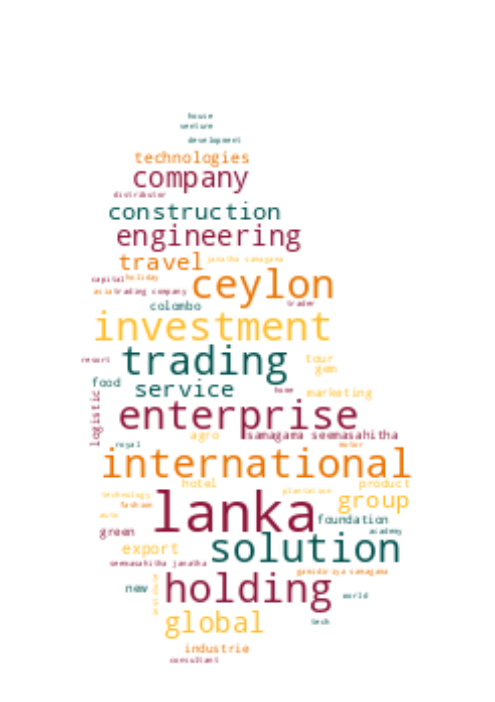 house
venture
development
technologies
company
distributor
construction
engineering
travel janatha samagama
capital holiday
ceylon
asia trading company
trader
colombo
investment
trading
resort
tour
gem
food
service
home
marketing
logistic
enterprise
agro
samagama seemasahitha
royal
motor
international
hotel
product
technology
plantation
lanka
group
fashion
auto
foundation
green
academy
solution
export
seemasahitha janatha
gamidiriya samagama
holding
new
world
global
tech
industrie
consultant